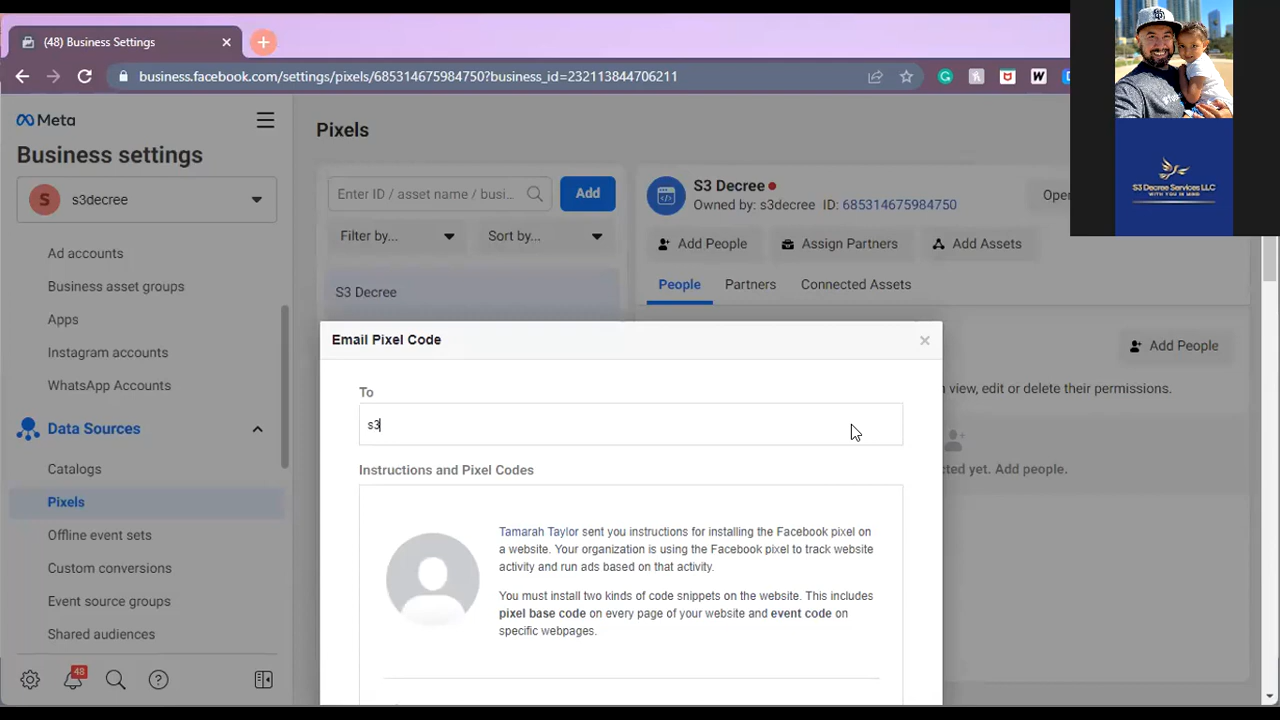 (48) Business Settings
business.facebook.com/settings/pixels/685314675984750?business_id=232113844706211
Meta
Business settings
S
s3decree
Ad accounts
Business asset groups
Apps
Instagram accounts
WhatsApp Accounts
Data Sources
Catalogs
Pixels
Offline event sets
Custom conversions
Event source groups
Shared audiences
48
Pixels
Enter ID / asset name / busi...
Add
Filter by...
Sort by...
S3 Decree
S3 Decree
Owned by: s3decree ID: 685314675984750
Open
Add People
Assign Partners
Add Assets
People
Partners
Connected Assets
Add People
view, edit or delete their permissions.
cted yet. Add people.
Email Pixel Code
To
s3
Instructions and Pixel Codes
Tamarah Taylor sent you instructions for installing the Facebook pixel on
a website. Your organization is using the Facebook pixel to track website
activity and run ads based on that activity.
You must install two kinds of code snippets on the website. This includes
pixel base code on every page of your website and event code on
specific webpages.
S3 Decree Services LLC
WITH YOU IN MIND